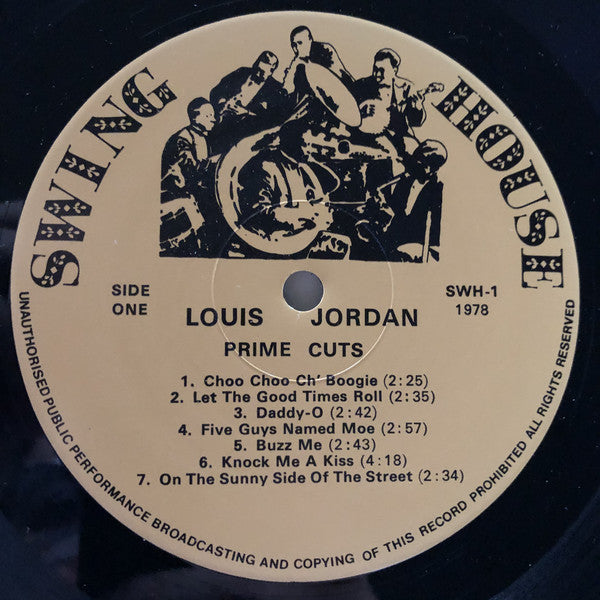 SWING HOUSE
SIDE
ONE
SWH-1
1978
LOUIS JORDAN
PRIME CUTS
1. Choo Choo Ch' Boogie (2:25)
2. Let The Good Times Roll (2:35)
3. Daddy-O (2:42)
4. Five Guys Named Moe (2:57)
5. Buzz Me (2:43)
6. Knock Me A Kiss (4:18)
7. On The Sunny Side Of The Street (2:34)
UNAUTHORISED PUBLIC PERFORMANCE BROADCASTING AND COPYING OF THIS RECORD PROHIBITED ALL RIGHTS RESERVED